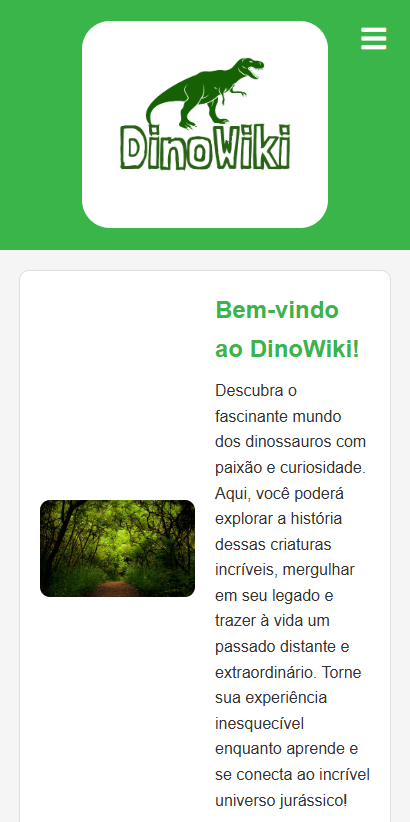 DinoWiki
Bem-vindo
ao DinoWiki!
Descubra o
fascinante mundo
dos dinossauros com
paixão e curiosidade.
Aqui, você poderá
explorar a história
dessas criaturas
incríveis, mergulhar
em seu legado e
trazer à vida um
passado distante e
extraordinário. Torne
sua experiência
inesquecível
enquanto aprende e
se conecta ao incrível
universo jurássico!